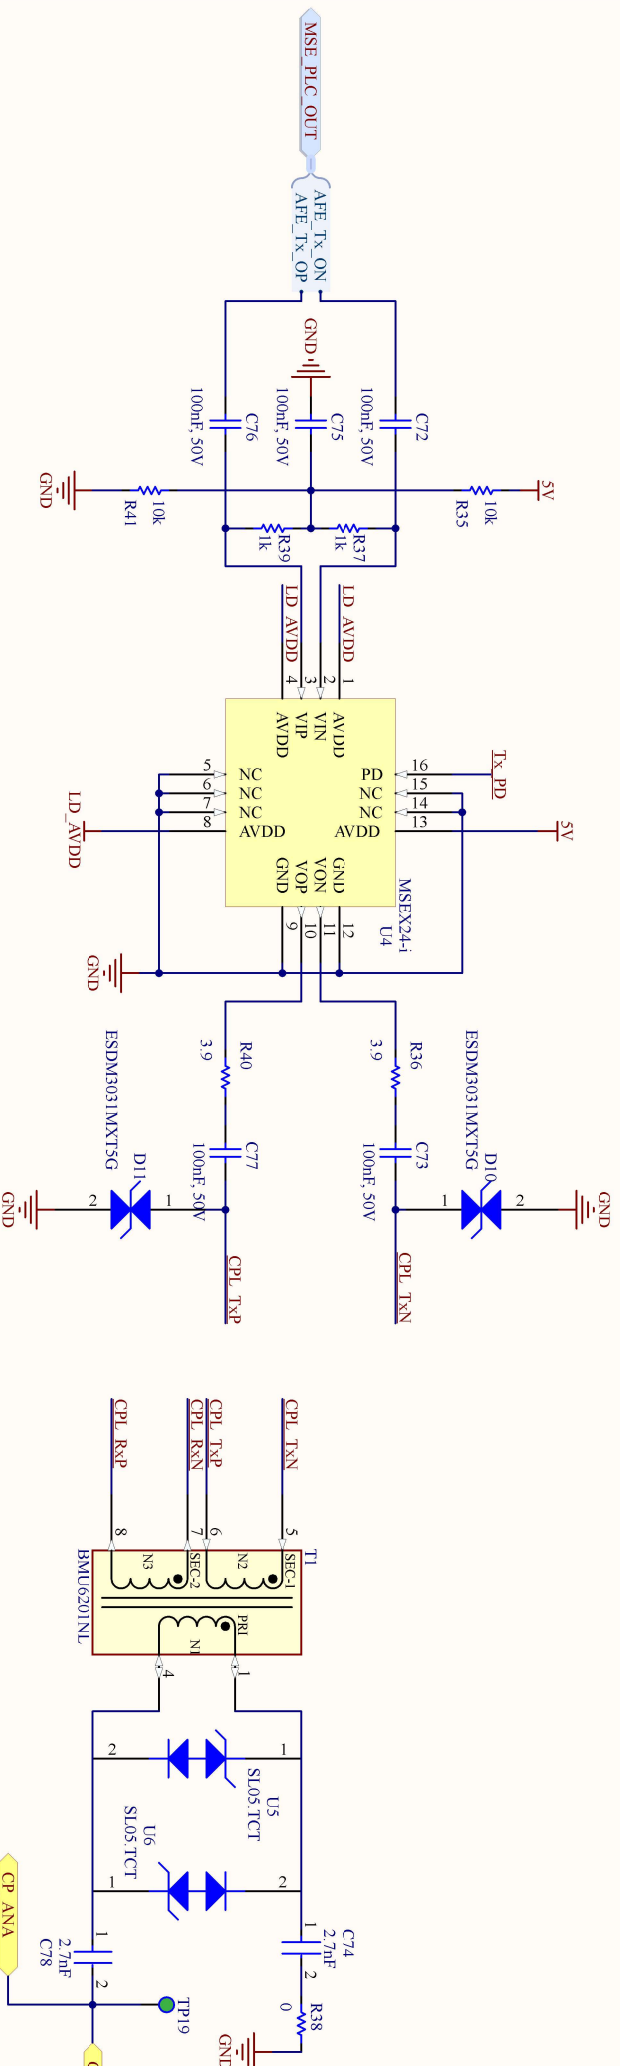 MSE_PLC_OUT
AFE_Tx_ON
AFE_Tx_OP
GND
C72
100nF, 50V
C75
100nF, 50V
C76
100nF, 50V
5V
10k
R35
R37
1k
R39
1k
10k
R41
GND
LD_AVDD
LD_AVDD
1
2
3
4
AVDD
VIN
VIP
AVDD
Tx_PD
16
15
14
13
PD
NC
NC
AVDD
5V
5
6
7
8
NC
NC
NC
AVDD
LD_AVDD
GND
VON
VOP
GND
12
11
10
9
MSEX24-i
U4
GND
R36
3.9
R40
3.9
C73
100nF, 50V
C77
100nF, 50V
ESDM3031MXT5G
D10
1
2
GND
ESDM3031MXT5G
D11
1
2
GND
CPL_TxN
CPL_TxP
CPL_TxN
CPL_TxP
CPL_RxN
CPL_RxP
5
6
7
8
T1
SEC-1
N2
SEC-2
N3
PRI
N1
BMU6201NL
1
4
1
2
U5
SL05.TCT
U6
SL05.TCT
2
1
1
C74
2.7nF
2
1
2.7nF
C78
2
R38
0
GND
TP19
CP_ANA